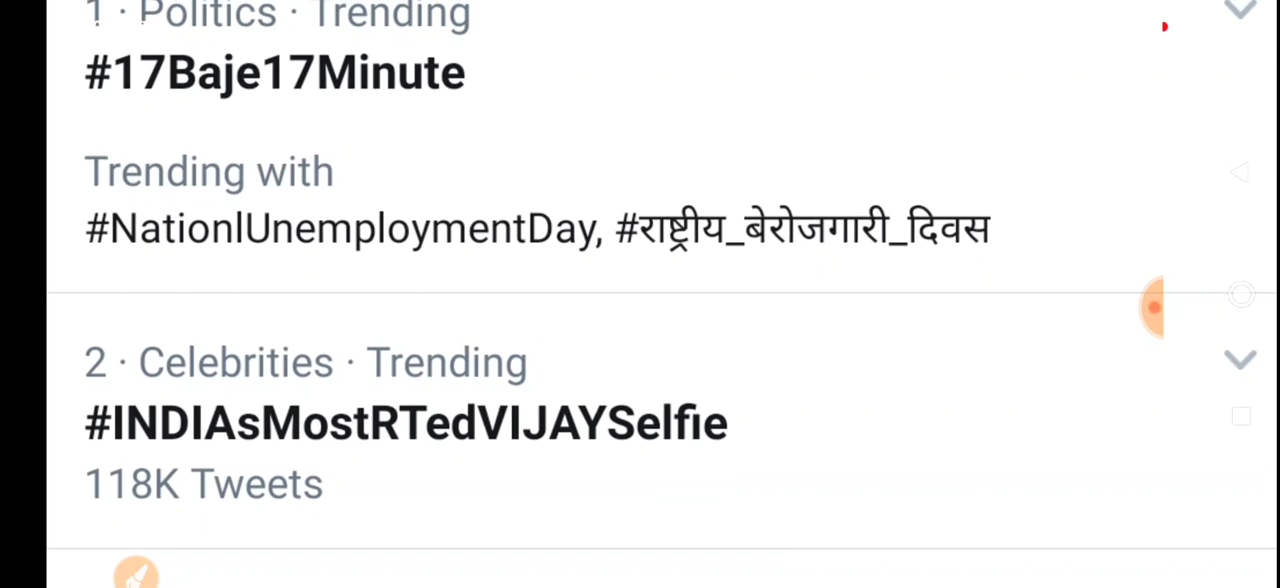 1 · Politics · Trending
#17Baje17Minute
Trending with
#NationlUnemploymentDay, #राष्ट्रीय_बेरोजगारी_दिवस
2 · Celebrities · Trending
#INDIAsMostRTedVIJAYSelfie
118K Tweets